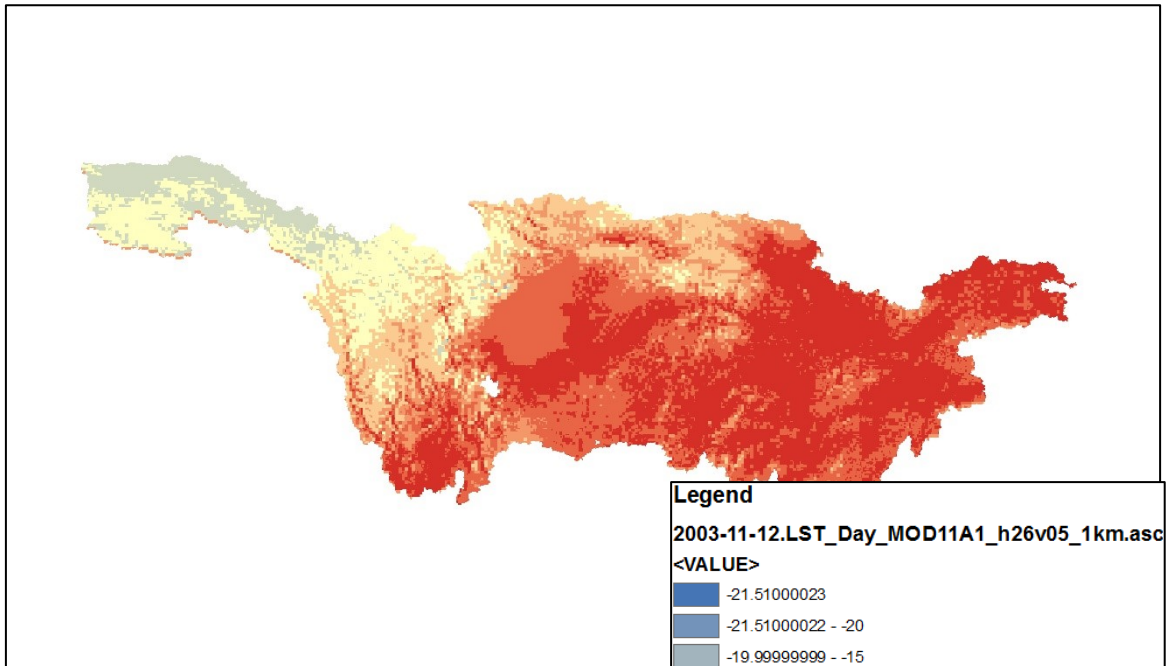 Legend
2003-11-12.LST_Day_MOD11A1_h26v05_1km.asc
<VALUE>
-21.51000023
-21.51000022 - -20
-19.99999999 - -15